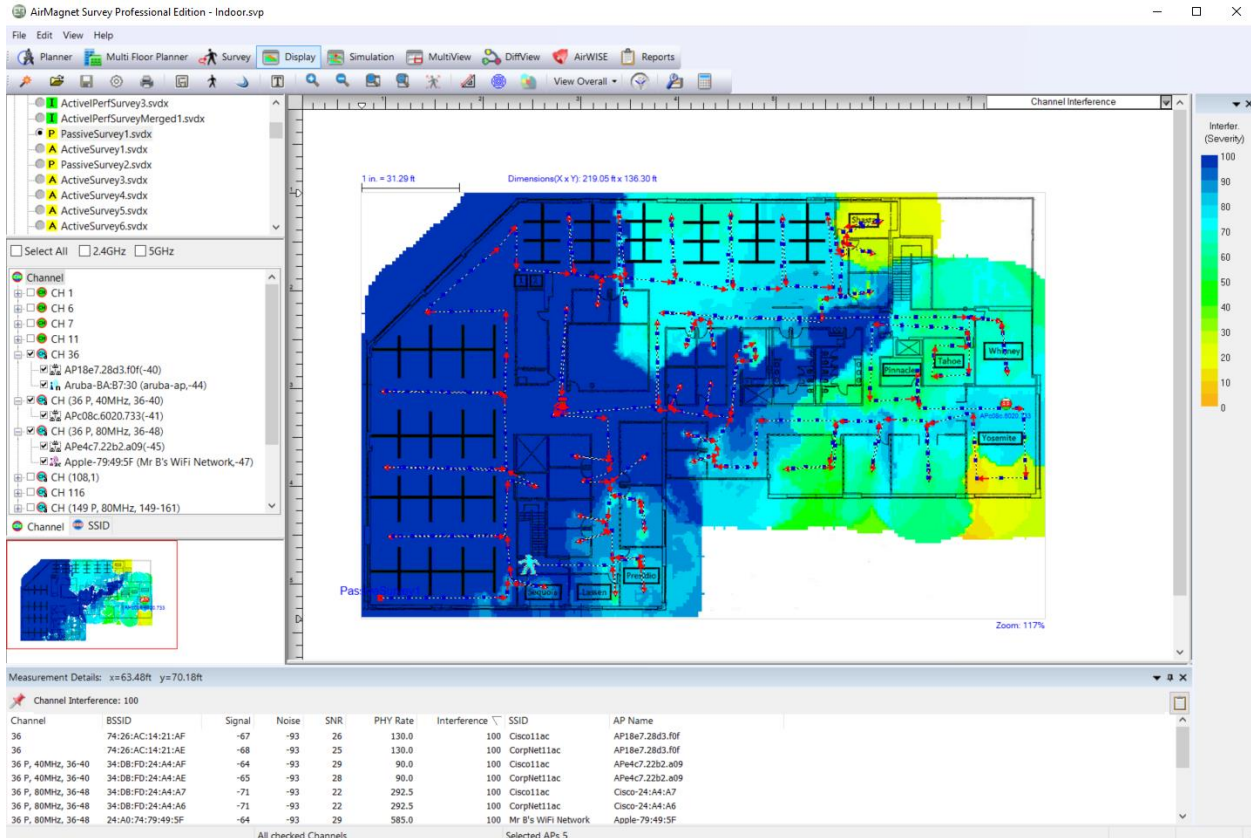 AirMagnet Survey Professional Edition - Indoor.svp
File Edit View Help
Planner Multi Floor Planner Survey Display Simulation MultiView DiffView AirWISE Reports
View Overall
ActiveIPerfSurvey3.svdx
ActiveIPerfSurveyMerged1.svdx
P PassiveSurvey1.svdx
A ActiveSurvey1.svdx
P PassiveSurvey2.svdx
A ActiveSurvey3.svdx
A ActiveSurvey4.svdx
A ActiveSurvey5.svdx
A ActiveSurvey6.svdx
Select All 2.4GHz 5GHz
Channel
CH 1
CH 6
CH 7
CH 11
CH 36
AP18e7.28d3.f0f(-40)
Aruba-BA:B7:30 (aruba-ap,-44)
CH (36 P, 40MHz, 36-40)
APc08c.6020.733(-41)
CH (36 P, 80MHz, 36-48)
APe4c7.22b2.a09(-45)
Apple-79:49:5F (Mr B's WiFi Network,-47)
CH (108,1)
CH 116
CH (149 P, 80MHz, 149-161)
Channel SSID
Channel Interference
1 in. = 31.29 ft Dimensions(X x Y): 219.05 ft x 136.30 ft
Shasta
Whitney
Tahoe
Pinnacle
APc08c.6020.733
Yosemite
Presidio
Sequoia Lassen
Zoom: 117%
Interfer.
(Severity)
100
90
80
70
60
50
40
30
20
10
0
Measurement Details: x=63.48ft y=70.18ft
Channel Interference: 100
Channel BSSID Signal Noise SNR PHY Rate Interference SSID AP Name
36 74:26:AC:14:21:AF -67 -93 26 130.0 100 Cisco11ac AP18e7.28d3.f0f
36 74:26:AC:14:21:AE -68 -93 25 130.0 100 CorpNet11ac AP18e7.28d3.f0f
36 P, 40MHz, 36-40 34:DB:FD:24:A4:AF -64 -93 29 90.0 100 Cisco11ac APe4c7.22b2.a09
36 P, 40MHz, 36-40 34:DB:FD:24:A4:AE -65 -93 28 90.0 100 CorpNet11ac APe4c7.22b2.a09
36 P, 80MHz, 36-48 34:DB:FD:24:A4:A7 -71 -93 22 292.5 100 Cisco11ac Cisco-24:A4:A7
36 P, 80MHz, 36-48 34:DB:FD:24:A4:A6 -71 -93 22 292.5 100 CorpNet11ac Cisco-24:A4:A6
36 P, 80MHz, 36-48 24:A0:74:79:49:5F -64 -93 29 585.0 100 Mr B's WiFi Network Apple-79:49:5F
All checked Channels Selected APs 5